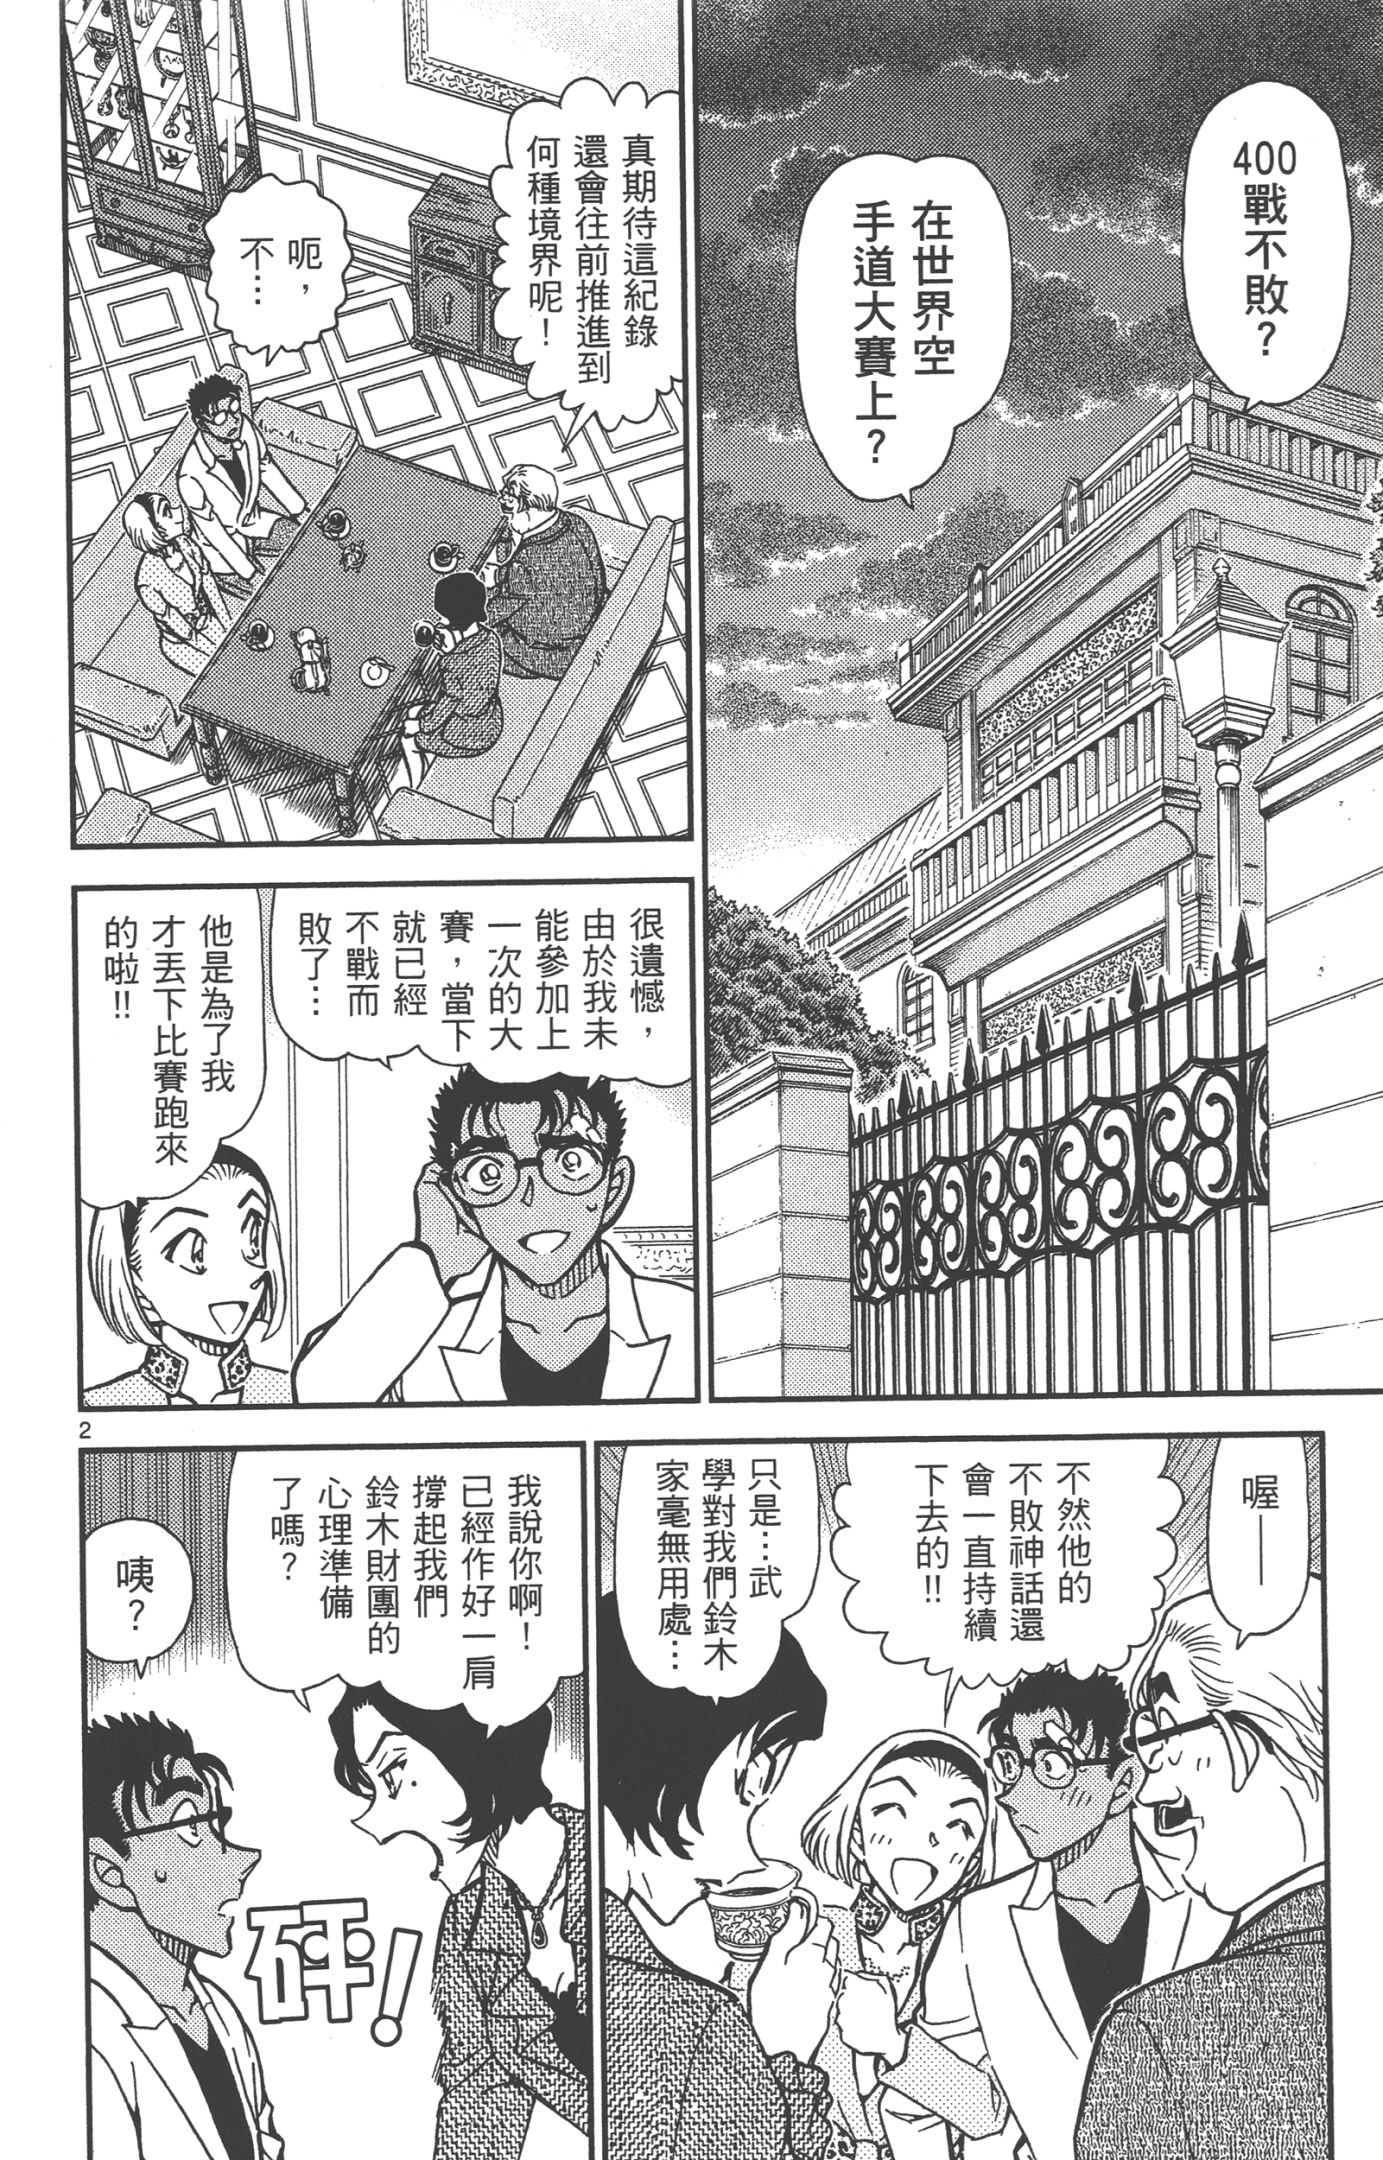 400
戰不敗？
在世界空
手道大賽上？
真期待這紀錄
還會往前推進到
何種境界呢！
呃，
不…
很遺憾，
由於我未
能參加上
一次的大
賽，當下
就已經
不戰而
敗了…
他是為了我
才丟下比賽跑來
的啦!!
2
喔——
不然他的
不敗神話還
會一直持續
下去的!!
只是…武
學對我們鈴木
家毫無用處…
我說你啊！
已經作好一肩
撐起我們
鈴木財團的
心理準備
了嗎？
砰！
咦？